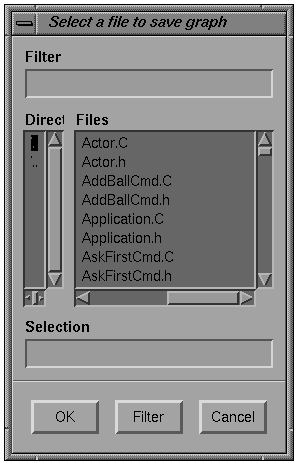 Select a file to save graph
Filter
Direct Files
.
..
Actor.C
Actor.h
AddBallCmd.C
AddBallCmd.h
Application.C
Application.h
AskFirstCmd.C
AskFirstCmd.h
Selection
OK Filter Cancel